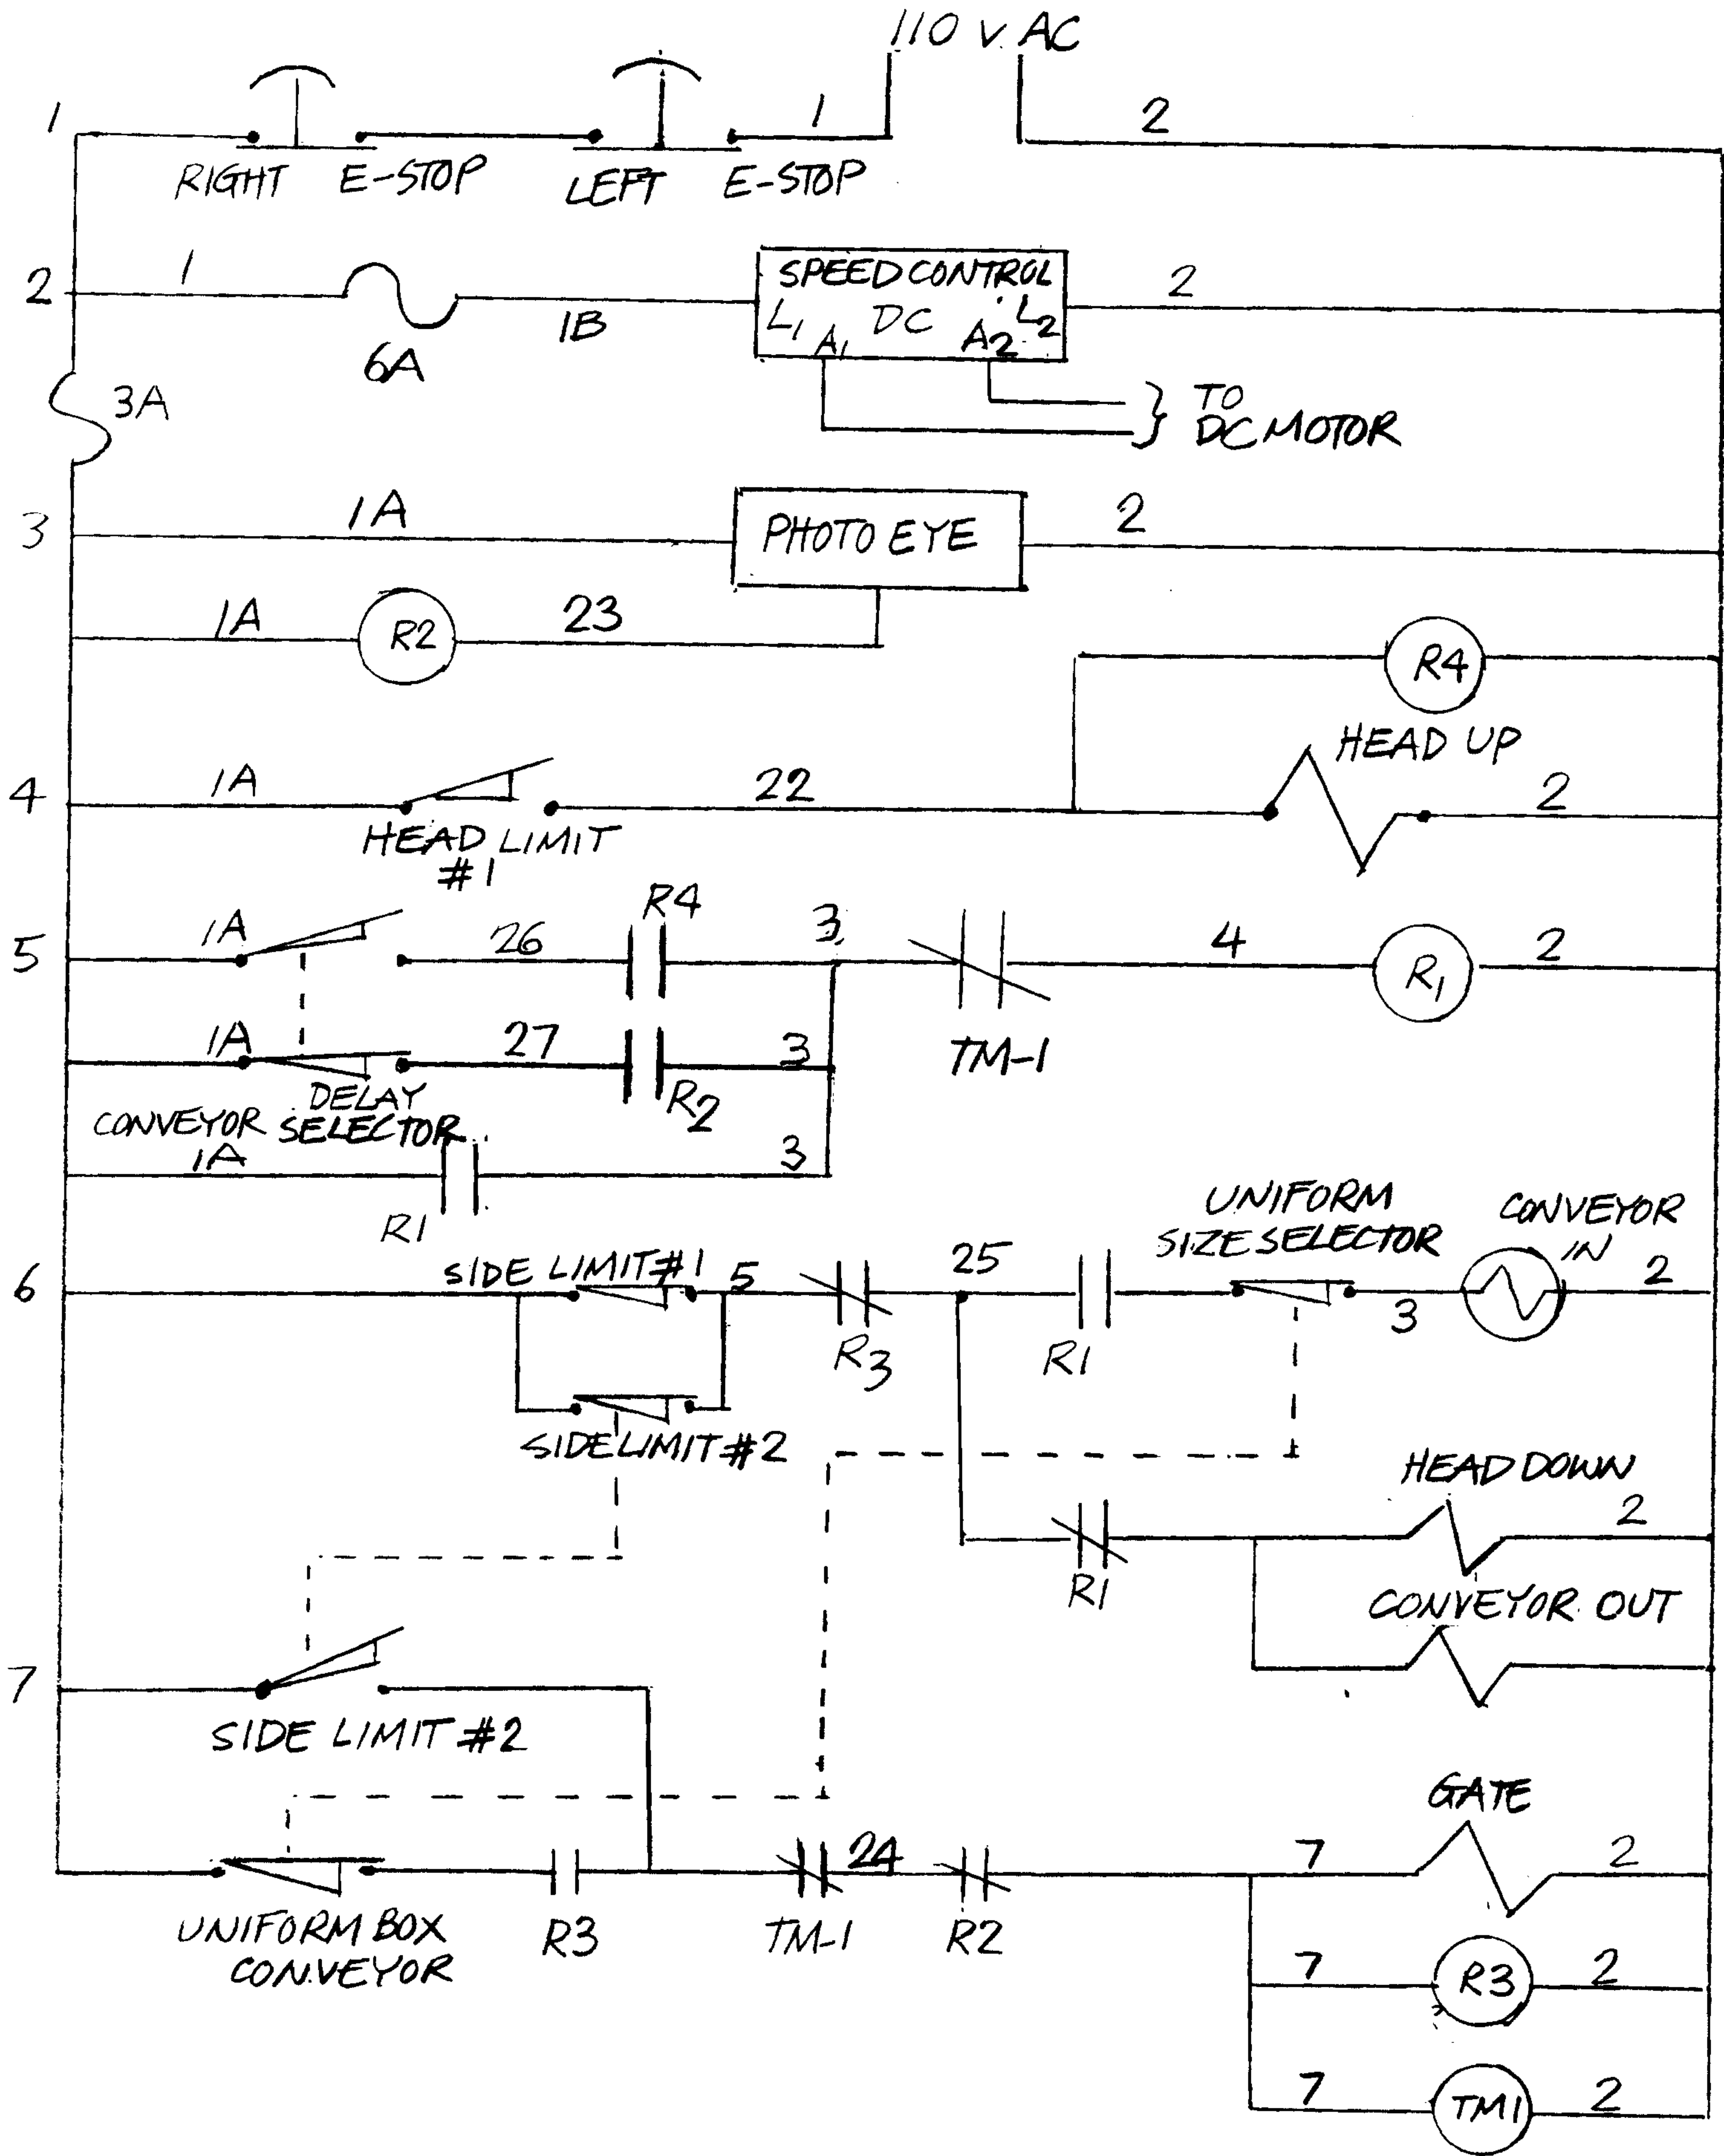 110 V AC
1
1
2
RIGHT E-STOP
LEFT E-STOP
2
1
6A
1B
SPEED CONTROL
L1 DC L2
A1 A2
2
3A
TO
DC MOTOR
3
1A
PHOTO EYE
2
1A
R2
23
R4
HEAD UP
4
1A
22
2
HEAD LIMIT
#1
5
1A
26
R4
3
4
R1
2
TM-1
1A
27
3
R2
DELAY
CONVEYOR SELECTOR
1A
3
R1
UNIFORM
SIZE SELECTOR
CONVEYOR
IN
6
SIDE LIMIT #1
5
25
3
2
R3
R1
SIDE LIMIT #2
HEAD DOWN
2
R1
CONVEYOR OUT
7
SIDE LIMIT #2
GATE
24
7
2
UNIFORM BOX
CONVEYOR
R3
TM-1
R2
7
R3
2
7
TM1
2